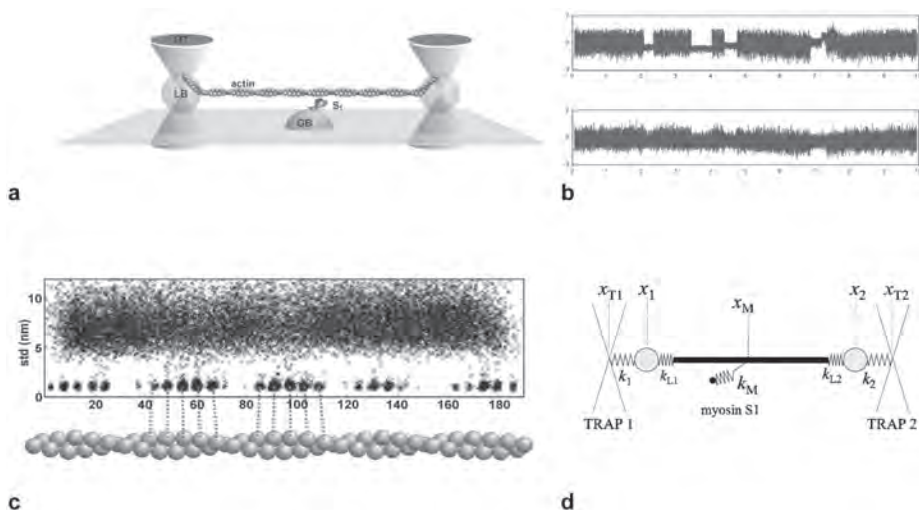 LB
actin
S₁
GB
a
b
std (nm)
10
5
0
20 40 60 80 100 120 140 160 180
c
xT1 x1 xM x2 xT2
k1 kL1 kM kL2 k2
myosin S1
TRAP 1 TRAP 2
d